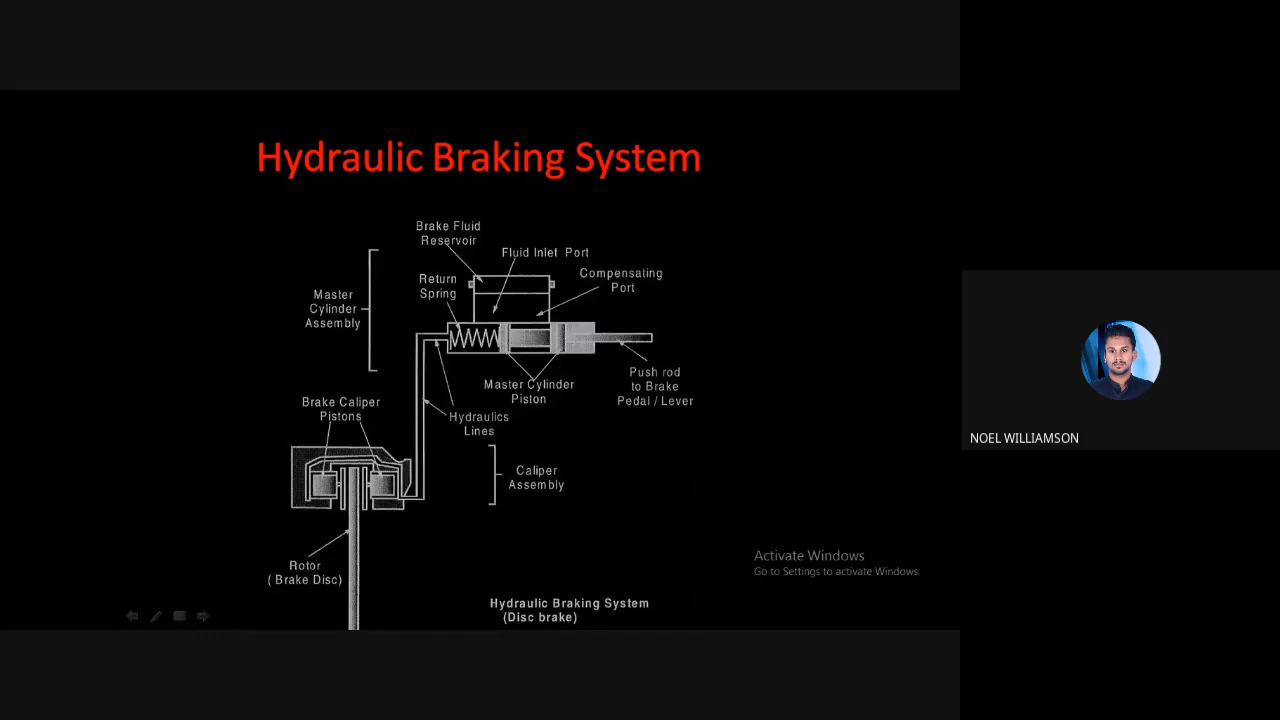 Hydraulic Braking System
Brake Fluid
Reservoir
Fluid Inlet Port
Compensating
Port
Return
Spring
Master
Cylinder
Assembly
Master Cylinder
Piston
Push rod
to Brake
Pedal / Lever
Brake Caliper
Pistons
Hydraulics
Lines
Caliper
Assembly
Rotor
( Brake Disc)
Hydraulic Braking System
(Disc brake)
Activate Windows
Go to Settings to activate Windows.
NOEL WILLIAMSON